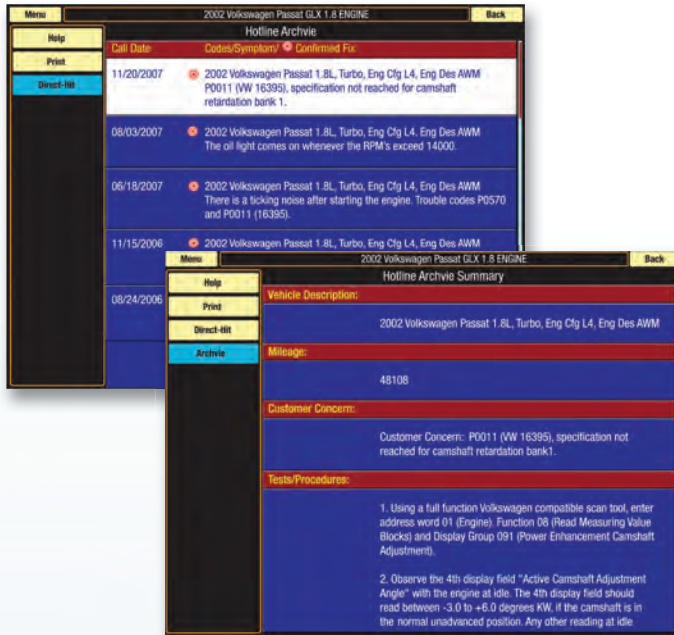 Menu
2002 Volkswagen Passat GLX 1.8 ENGINE
Back
Help
Print
Direct-Hit
Hotline Archvie
Call Date
Codes/Symptom/ Confirmed Fix
11/20/2007
2002 Volkswagen Passat 1.8L, Turbo, Eng Cfg L4, Eng Des AWM
P0011 (VW 16395), specification not reached for camshaft
retardation bank 1.
08/03/2007
2002 Volkswagen Passat 1.8L, Turbo, Eng Cfg L4. Eng Des AWM
The oil light comes on whenever the RPM's exceed 14000.
06/18/2007
2002 Volkswagen Passat 1.8L, Turbo, Eng Cfg L4, Eng Des AWM
There is a ticking noise after starting the engine. Trouble codes P0570
and P0011 (16395).
11/15/2006
2002 Volkswagen Passat 1.8L, Turbo, Eng Cfg L4, Eng Des AWM
08/24/2006
Menu
2002 Volkswagen Passat GLX 1.8 ENGINE
Back
Help
Print
Direct-Hit
Archvie
Hotline Archvie Summary
Vehicle Description:
2002 Volkswagen Passat 1.8L, Turbo, Eng Cfg L4, Eng Des AWM
Mileage:
48108
Customer Concern:
Customer Concern: P0011 (VW 16395), specification not
reached for camshaft retardation bank1.
Tests/Procedures:
1. Using a full function Volkswagen compatible scan tool, enter
address word 01 (Engine). Function 08 (Read Measuring Value
Blocks) and Display Group 091 (Power Enhancement Camshaft
Adjustment).
2. Observe the 4th display field "Active Camshaft Adjustment
Angle" with the engine at idle. The 4th display field should
read between -3.0 to +6.0 degrees KW, if the camshaft is in
the normal unadvanced position. Any other reading at idle